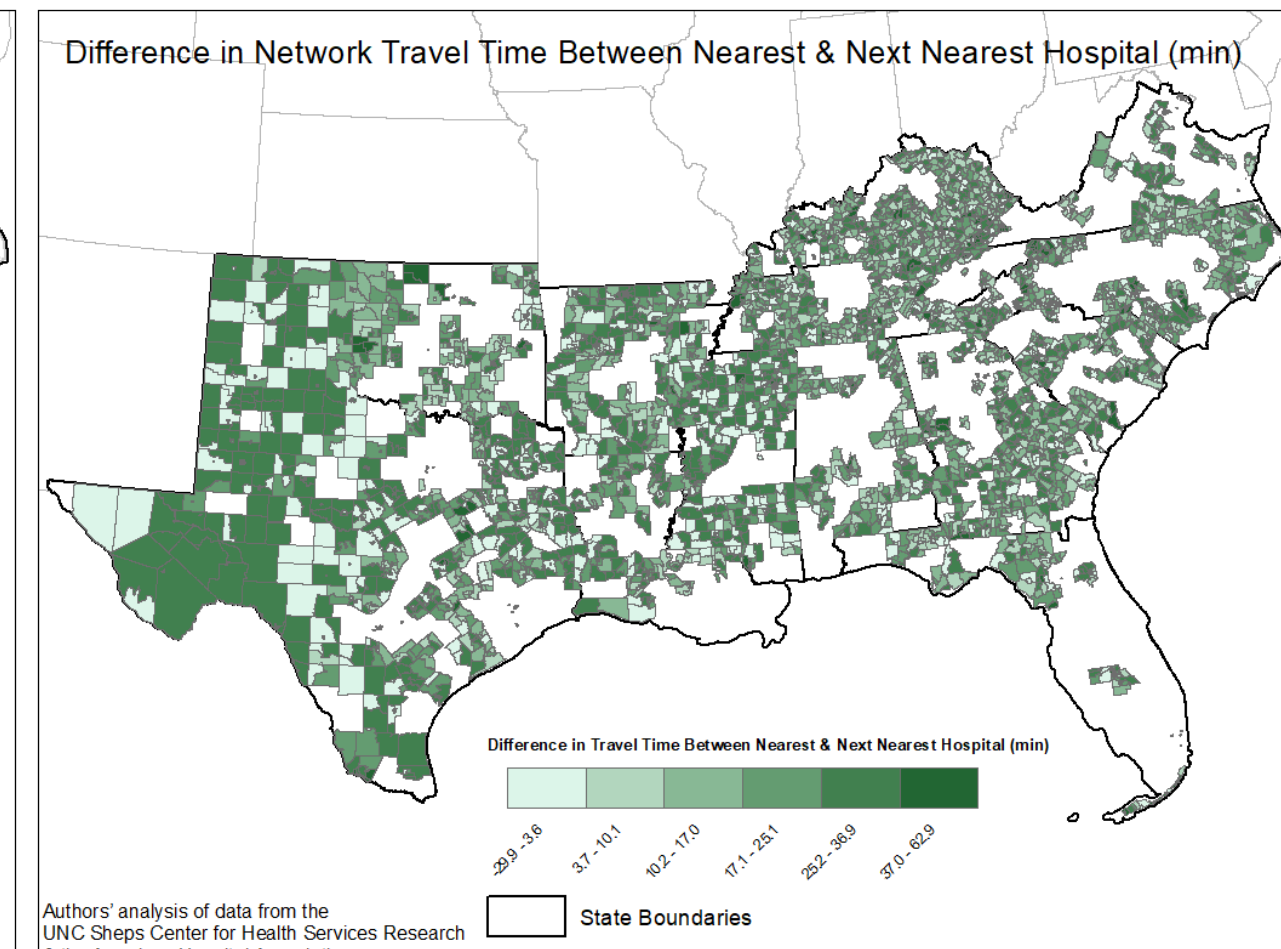 Difference in Network Travel Time Between Nearest & Next Nearest Hospital (min)
Difference in Travel Time Between Nearest & Next Nearest Hospital (min)
-29.9 - 3.6
3.7 - 10.1
10.2 - 17.0
17.1 - 25.1
25.2 - 36.9
37.0 - 62.9
State Boundaries
Authors' analysis of data from the
UNC Sheps Center for Health Services Research